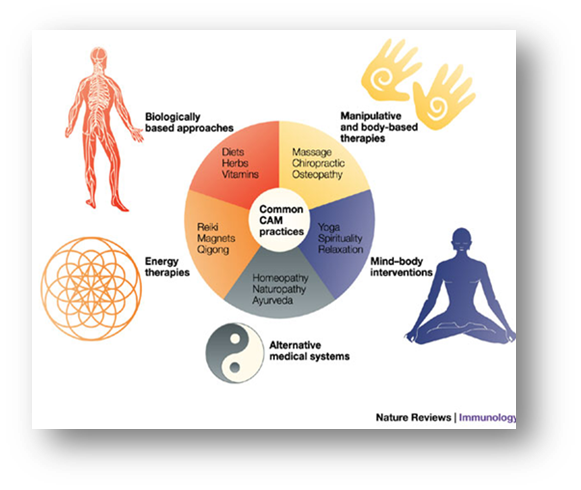 Biologically
based approaches
Manipulative
and body-based
therapies
Diets
Herbs
Vitamins
Massage
Chiropractic
Osteopathy
Common
CAM
practices
Reiki
Magnets
Qigong
Yoga
Spirituality
Relaxation
Energy
therapies
Mind–body
interventions
Homeopathy
Naturopathy
Ayurveda
Alternative
medical systems
Nature Reviews | Immunology